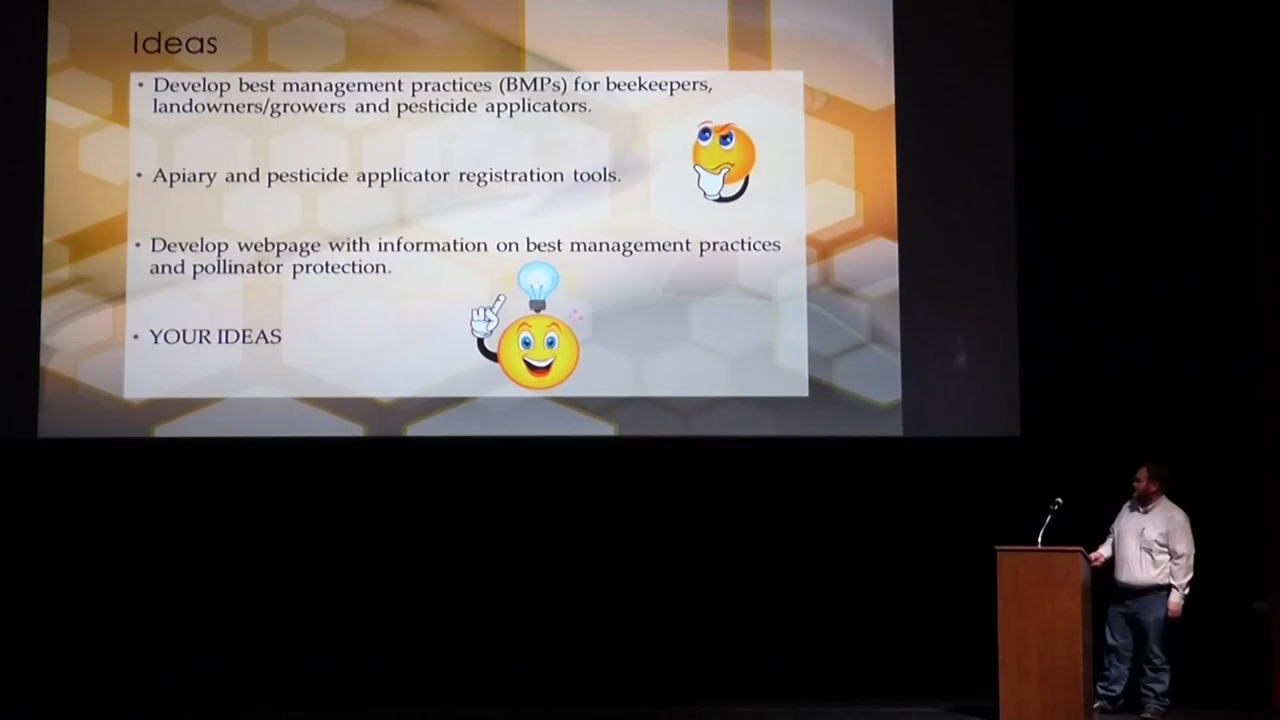 Ideas
• Develop best management practices (BMPs) for beekeepers,
landowners/growers and pesticide applicators.
• Apiary and pesticide applicator registration tools.
• Develop webpage with information on best management practices
and pollinator protection.
• YOUR IDEAS